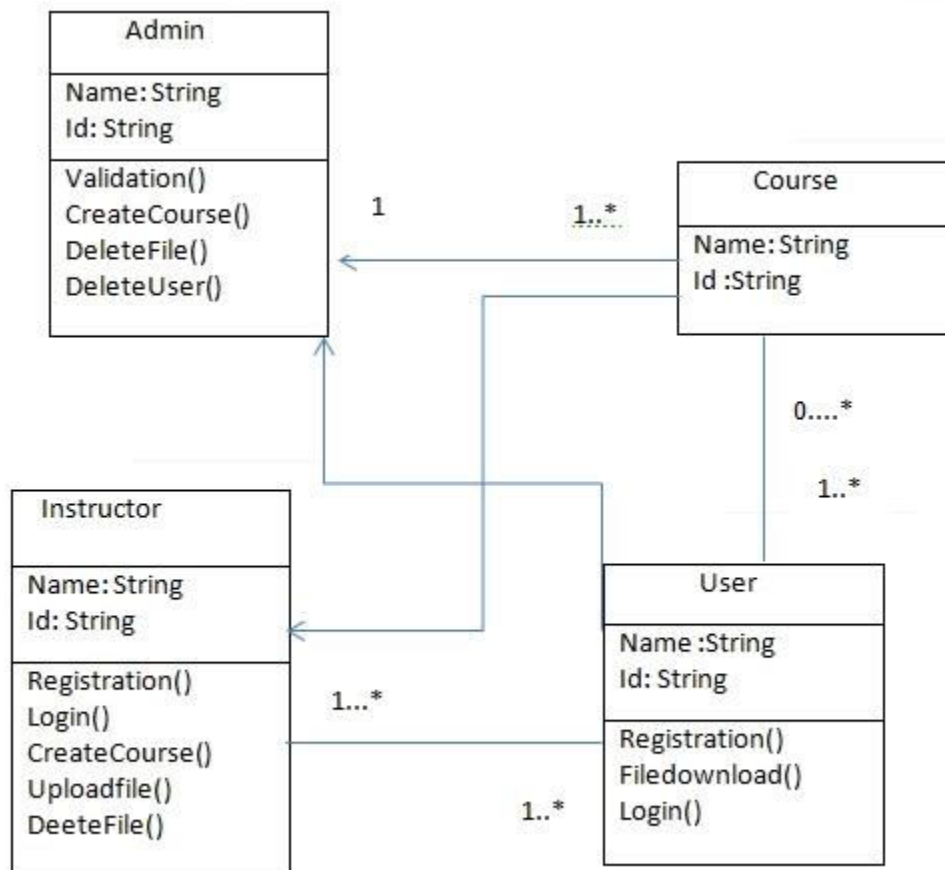 Admin
Name: String
Id: String
Validation()
CreateCourse()
DeleteFile()
DeleteUser()
1
1..*
Course
Name: String
Id :String
0....*
1..*
Instructor
Name: String
Id: String
Registration()
Login()
CreateCourse()
Uploadfile()
DeeteFile()
1...*
1..*
User
Name :String
Id: String
Registration()
Filedownload()
Login()